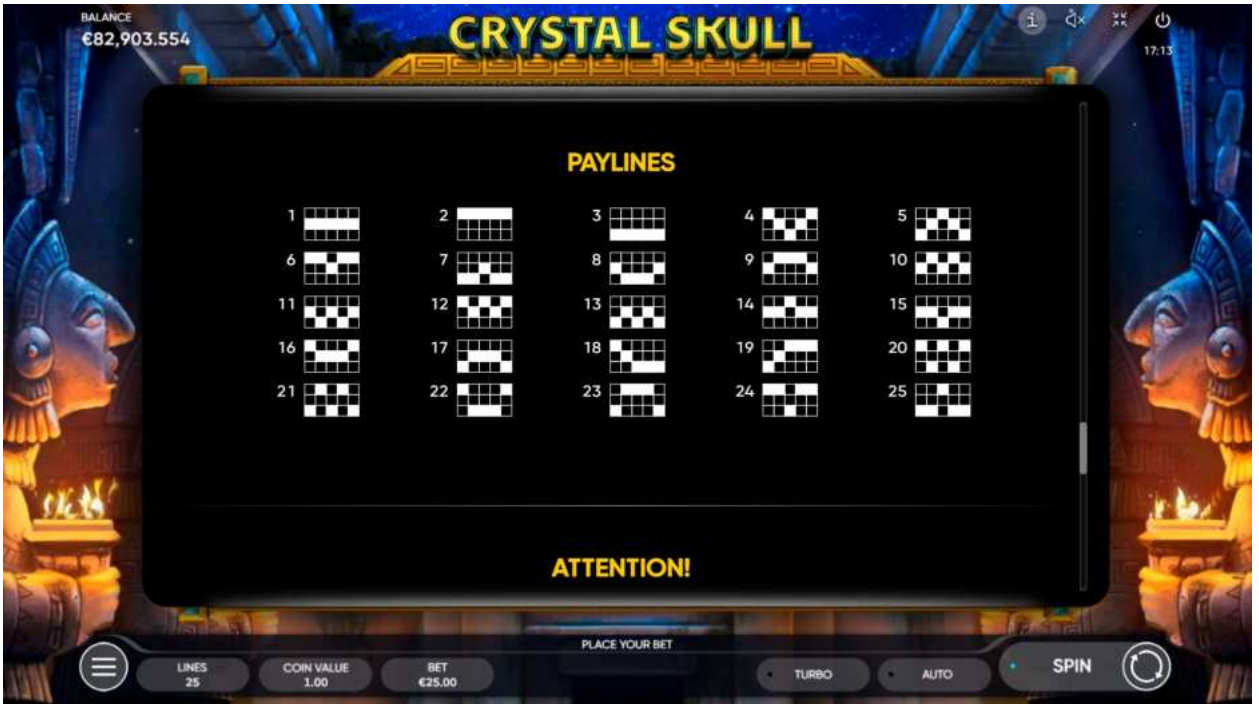 BALANCE
€82,903.554
CRYSTAL SKULL
i
17:13
PAYLINES
1 2 3 4 5
6 7 8 9 10
11 12 13 14 15
16 17 18 19 20
21 22 23 24 25
ATTENTION!
PLACE YOUR BET
LINES
25
COIN VALUE
1.00
BET
€25.00
TURBO
AUTO
SPIN